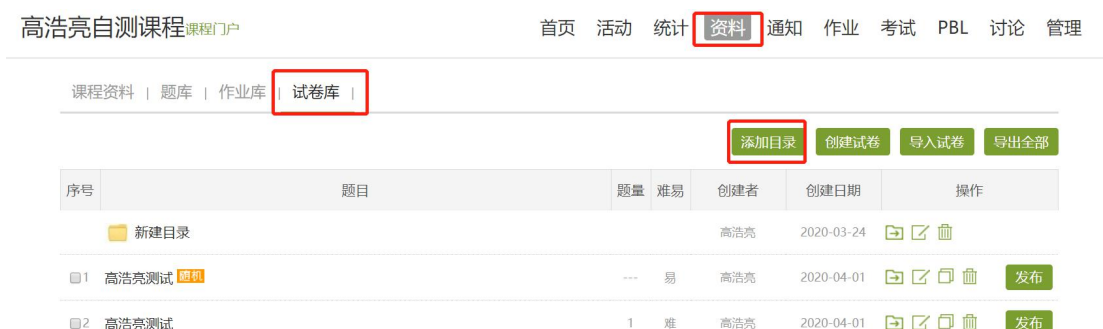 高浩亮自测课程课程门户 首页 活动 统计 资料 通知 作业 考试 PBL 讨论 管理
课程资料 | 题库 | 作业库 | 试卷库 |
添加目录 创建试卷 导入试卷 导出全部
序号 题目 题量 难易 创建者 创建日期 操作
新建目录 高浩亮 2020-03-24
1 高浩亮测试 随机 --- 易 高浩亮 2020-04-01 发布
2 高浩亮测试 1 难 高浩亮 2020-04-01 发布